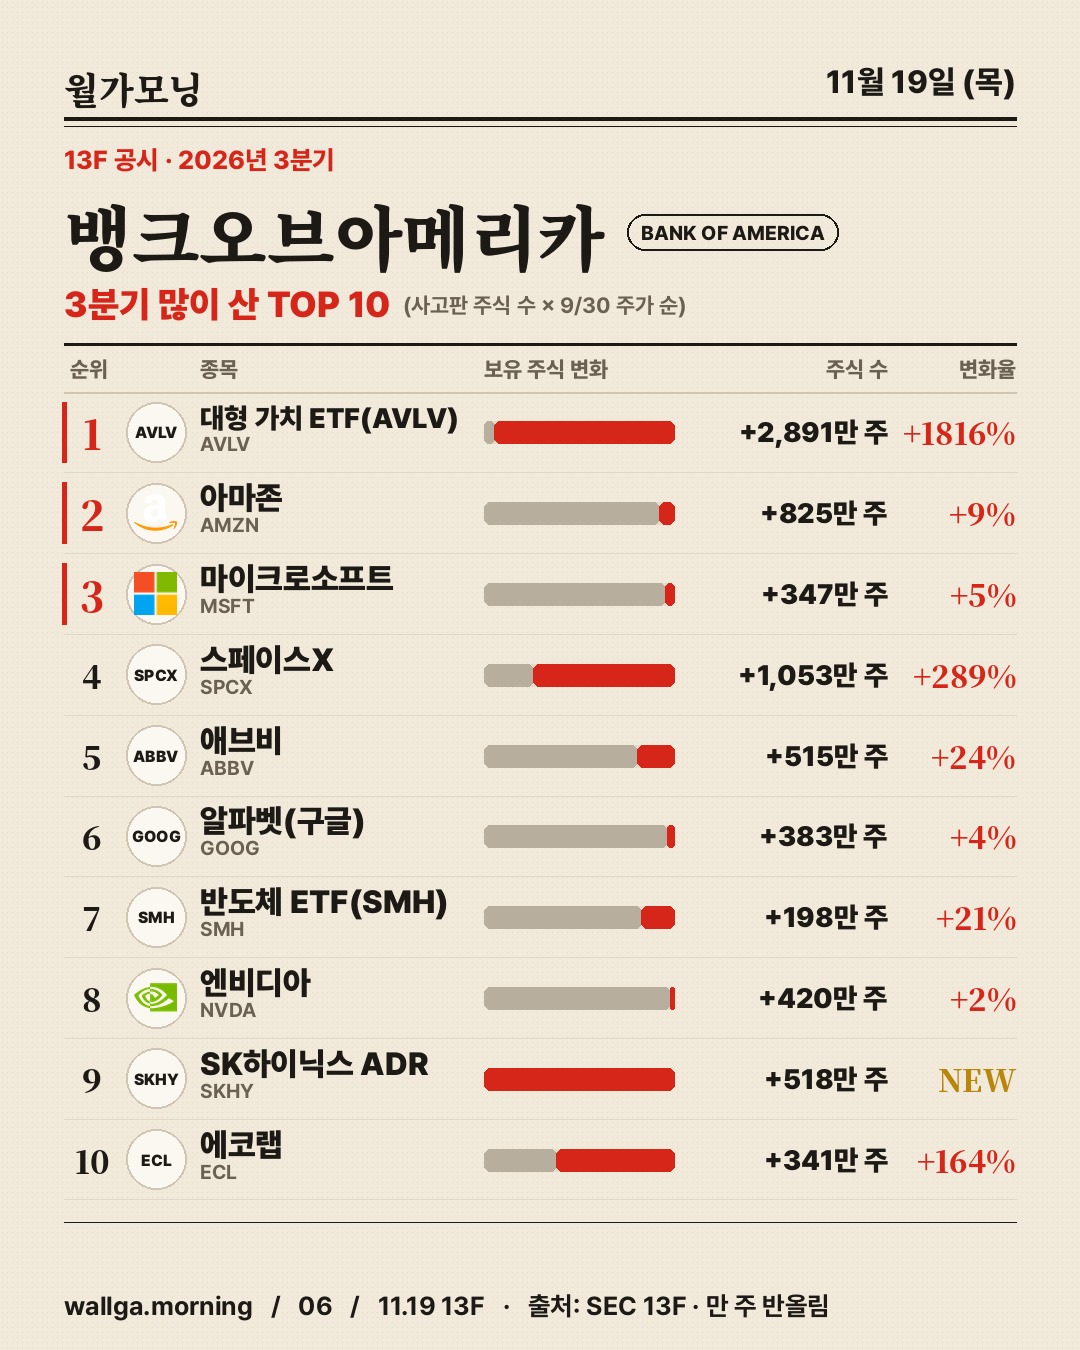 월가모닝
11월 19일 (목)
13F 공시 · 2026년 3분기
뱅크오브아메리카 BANK OF AMERICA
3분기 많이 산 TOP 10 (사고판 주식 수 × 9/30 주가 순)
순위 종목 보유 주식 변화 주식 수 변화율
1 AVLV 대형 가치 ETF(AVLV) +2,891만 주 +1816%
AVLV
2 a 아마존 +825만 주 +9%
AMZN
3 마이크로소프트 +347만 주 +5%
MSFT
4 SPCX 스페이스X +1,053만 주 +289%
SPCX
5 ABBV 애브비 +515만 주 +24%
ABBV
6 GOOG 알파벳(구글) +383만 주 +4%
GOOG
7 SMH 반도체 ETF(SMH) +198만 주 +21%
SMH
8 엔비디아 +420만 주 +2%
NVDA
9 SKHY SK하이닉스 ADR +518만 주 NEW
SKHY
10 ECL 에코랩 +341만 주 +164%
ECL
wallga.morning / 06 / 11.19 13F · 출처: SEC 13F · 만 주 반올림